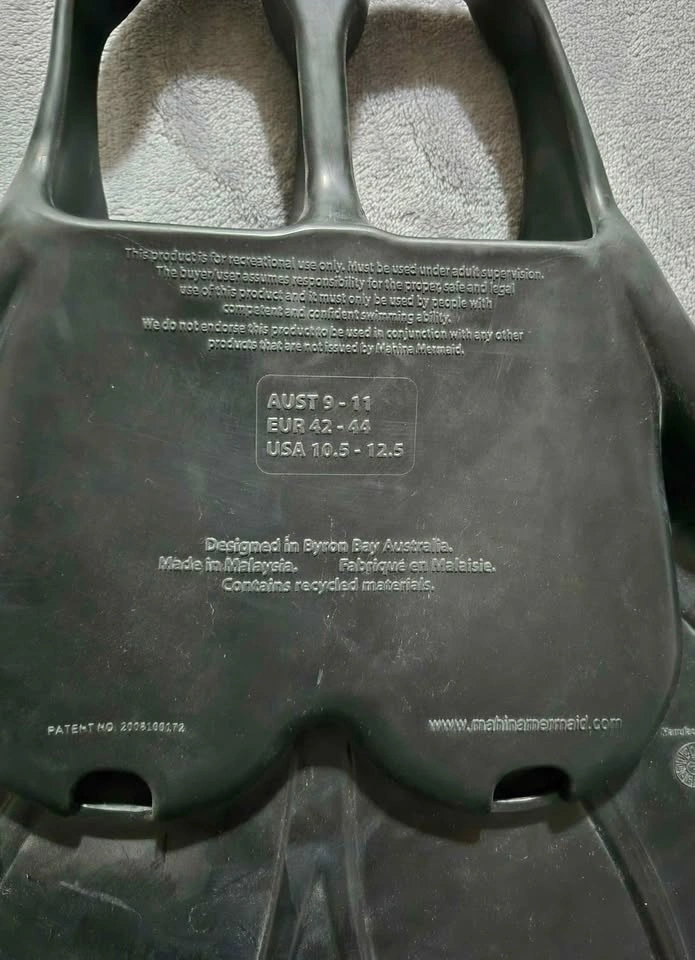 This product is for recreational use only. Must be used under adult supervision.
The buyer/user assumes responsibility for the proper, safe and legal
use of this product and it must only be used by people with
competent and confident swimming ability.
We do not endorse this product to be used in conjunction with any other
products that are not issued by Mahina Mermaid.
AUST 9 - 11
EUR 42 - 44
USA 10.5 - 12.5
Designed in Byron Bay Australia.
Made in Malaysia. Fabriqué en Malaisie.
Contains recycled materials.
PATENT NO. www.mahinamermaid.com